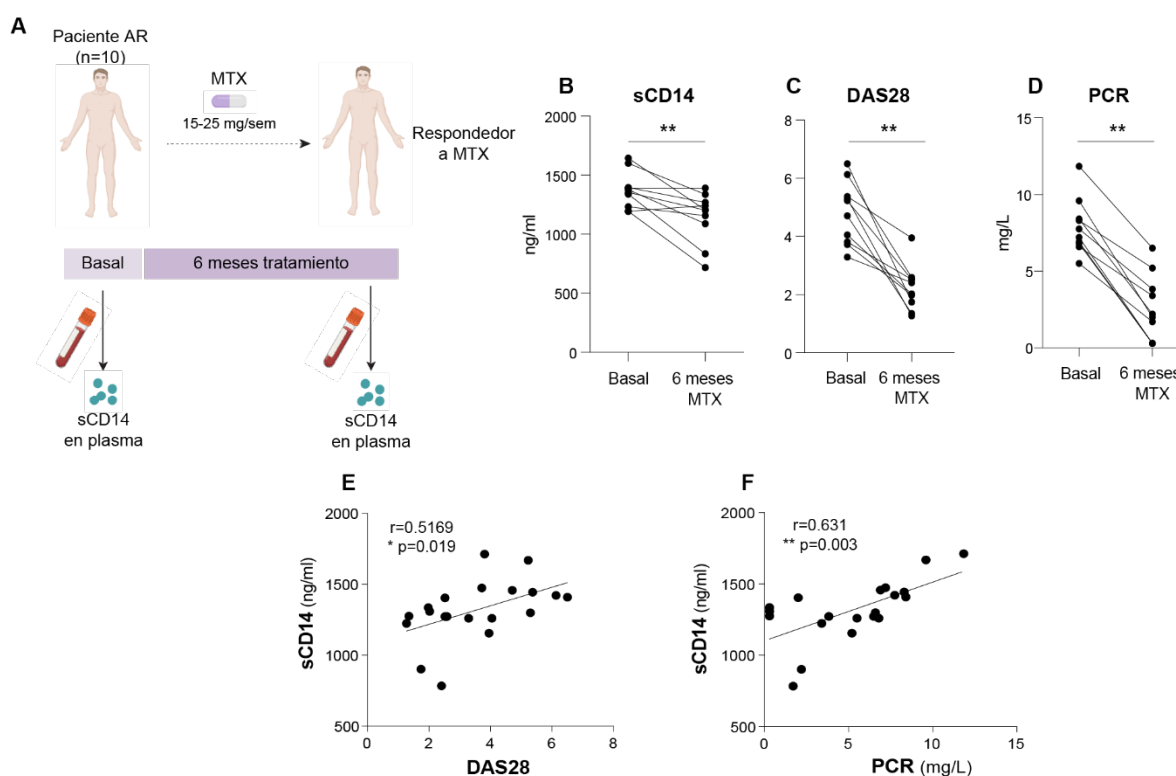 A
Paciente AR
(n=10)
MTX
15-25 mg/sem
Respondedor
a MTX
Basal
6 meses tratamiento
sCD14
en plasma
sCD14
en plasma
B
sCD14
**
ng/ml
2000
1500
1000
500
0
Basal
6 meses
MTX
C
DAS28
**
8
6
4
2
0
Basal
6 meses
MTX
D
PCR
**
mg/L
15
10
5
0
Basal
6 meses
MTX
E
r=0.5169
* p=0.019
sCD14 (ng/ml)
2000
1500
1000
500
0
2
4
6
8
DAS28
F
r=0.631
** p=0.003
sCD14 (ng/ml)
2000
1500
1000
500
0
5
10
15
PCR (mg/L)